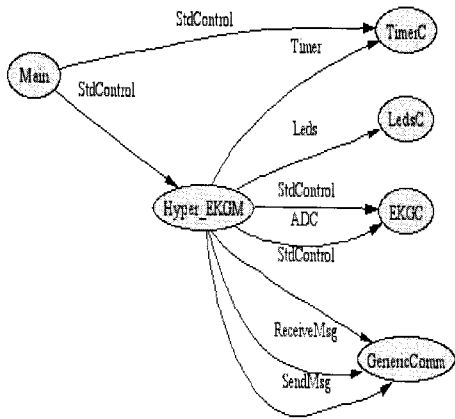 StdControl
TimerC
Timer
Main
StdControl
LedsC
Leds
StdControl
Hyper_EKGM
ADC
EKGC
StdControl
ReceiveMsg
GenericComm
SendMsg